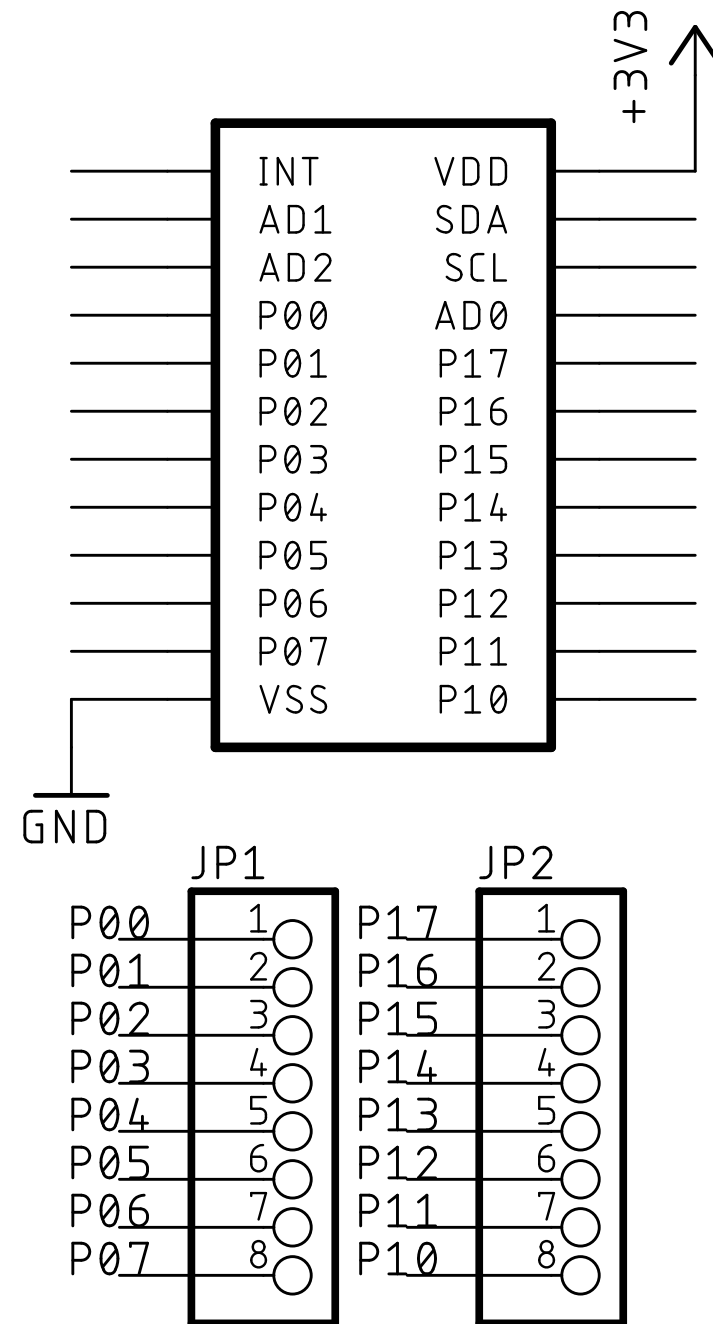 +3V3
INT VDD
AD1 SDA
AD2 SCL
P00 AD0
P01 P17
P02 P16
P03 P15
P04 P14
P05 P13
P06 P12
P07 P11
VSS P10
GND
JP1 JP2
P00 1 P17 1
P01 2 P16 2
P02 3 P15 3
P03 4 P14 4
P04 5 P13 5
P05 6 P12 6
P06 7 P11 7
P07 8 P10 8